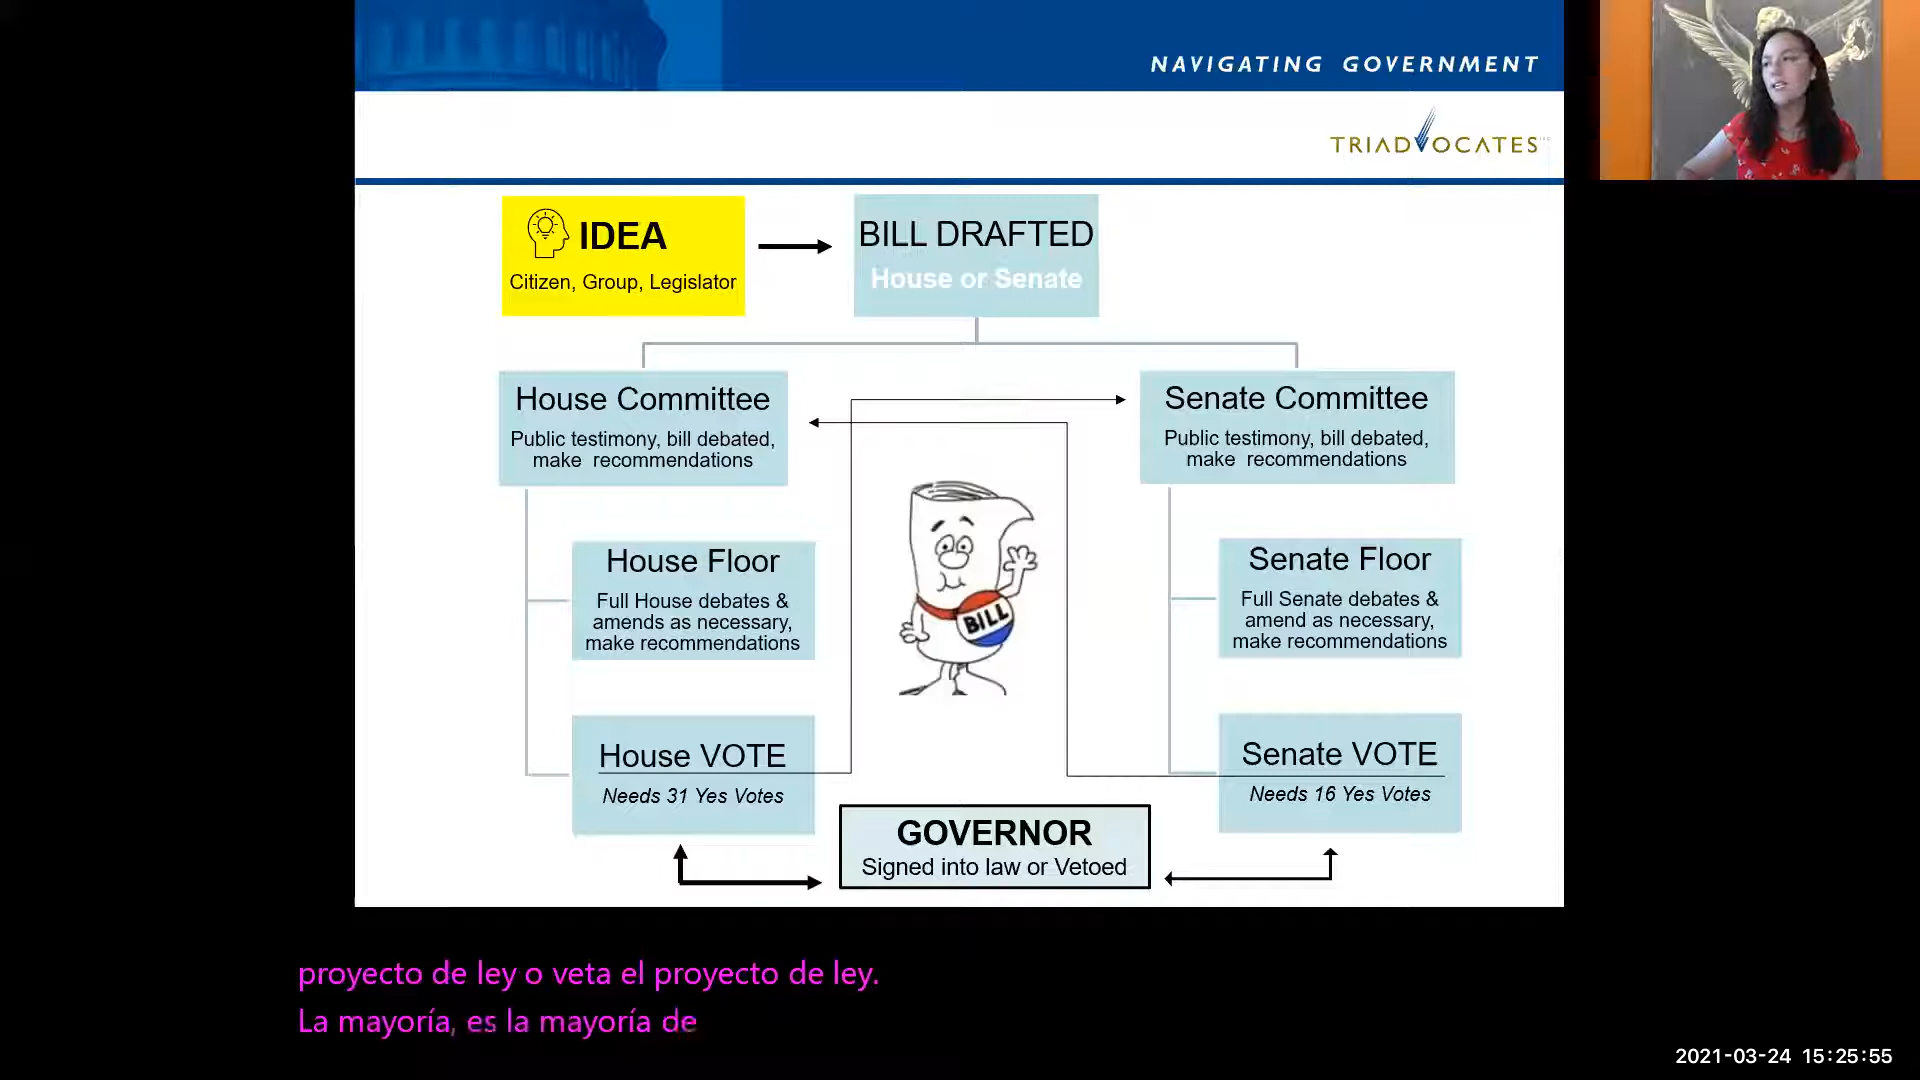 NAVIGATING GOVERNMENT
TRIADVOCATES
IDEA
Citizen, Group, Legislator
BILL DRAFTED
House or Senate
House Committee
Public testimony, bill debated,
make recommendations
Senate Committee
Public testimony, bill debated,
make recommendations
House Floor
Full House debates &
amends as necessary,
make recommendations
BILL
Senate Floor
Full Senate debates &
amend as necessary,
make recommendations
House VOTE
Needs 31 Yes Votes
Senate VOTE
Needs 16 Yes Votes
GOVERNOR
Signed into law or Vetoed
proyecto de ley o veta el proyecto de ley.
La mayoría, es la mayoría de
2021-03-24 15:25:55